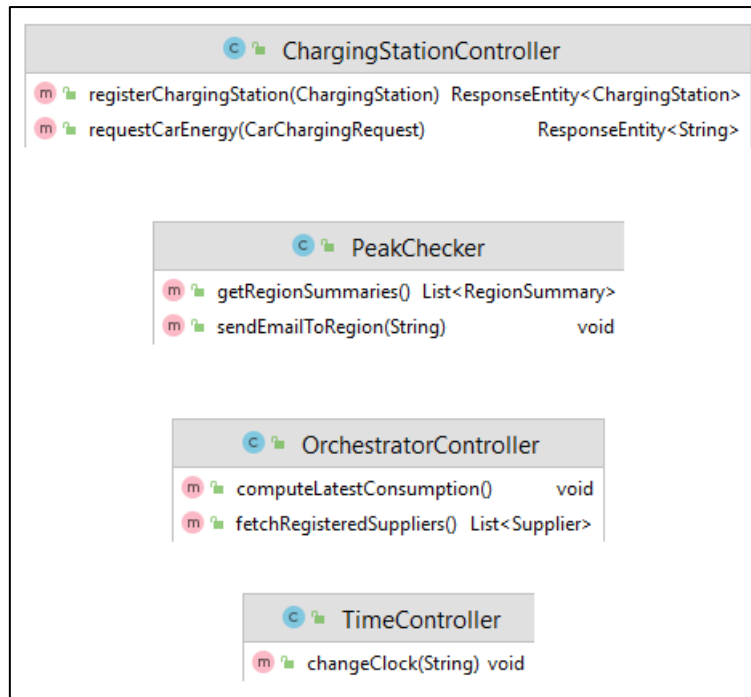 C ChargingStationController
m registerChargingStation(ChargingStation) ResponseEntity<ChargingStation>
m requestCarEnergy(CarChargingRequest) ResponseEntity<String>
C PeakChecker
m getRegionSummaries() List<RegionSummary>
m sendEmailToRegion(String) void
C OrchestratorController
m computeLatestConsumption() void
m fetchRegisteredSuppliers() List<Supplier>
C TimeController
m changeClock(String) void